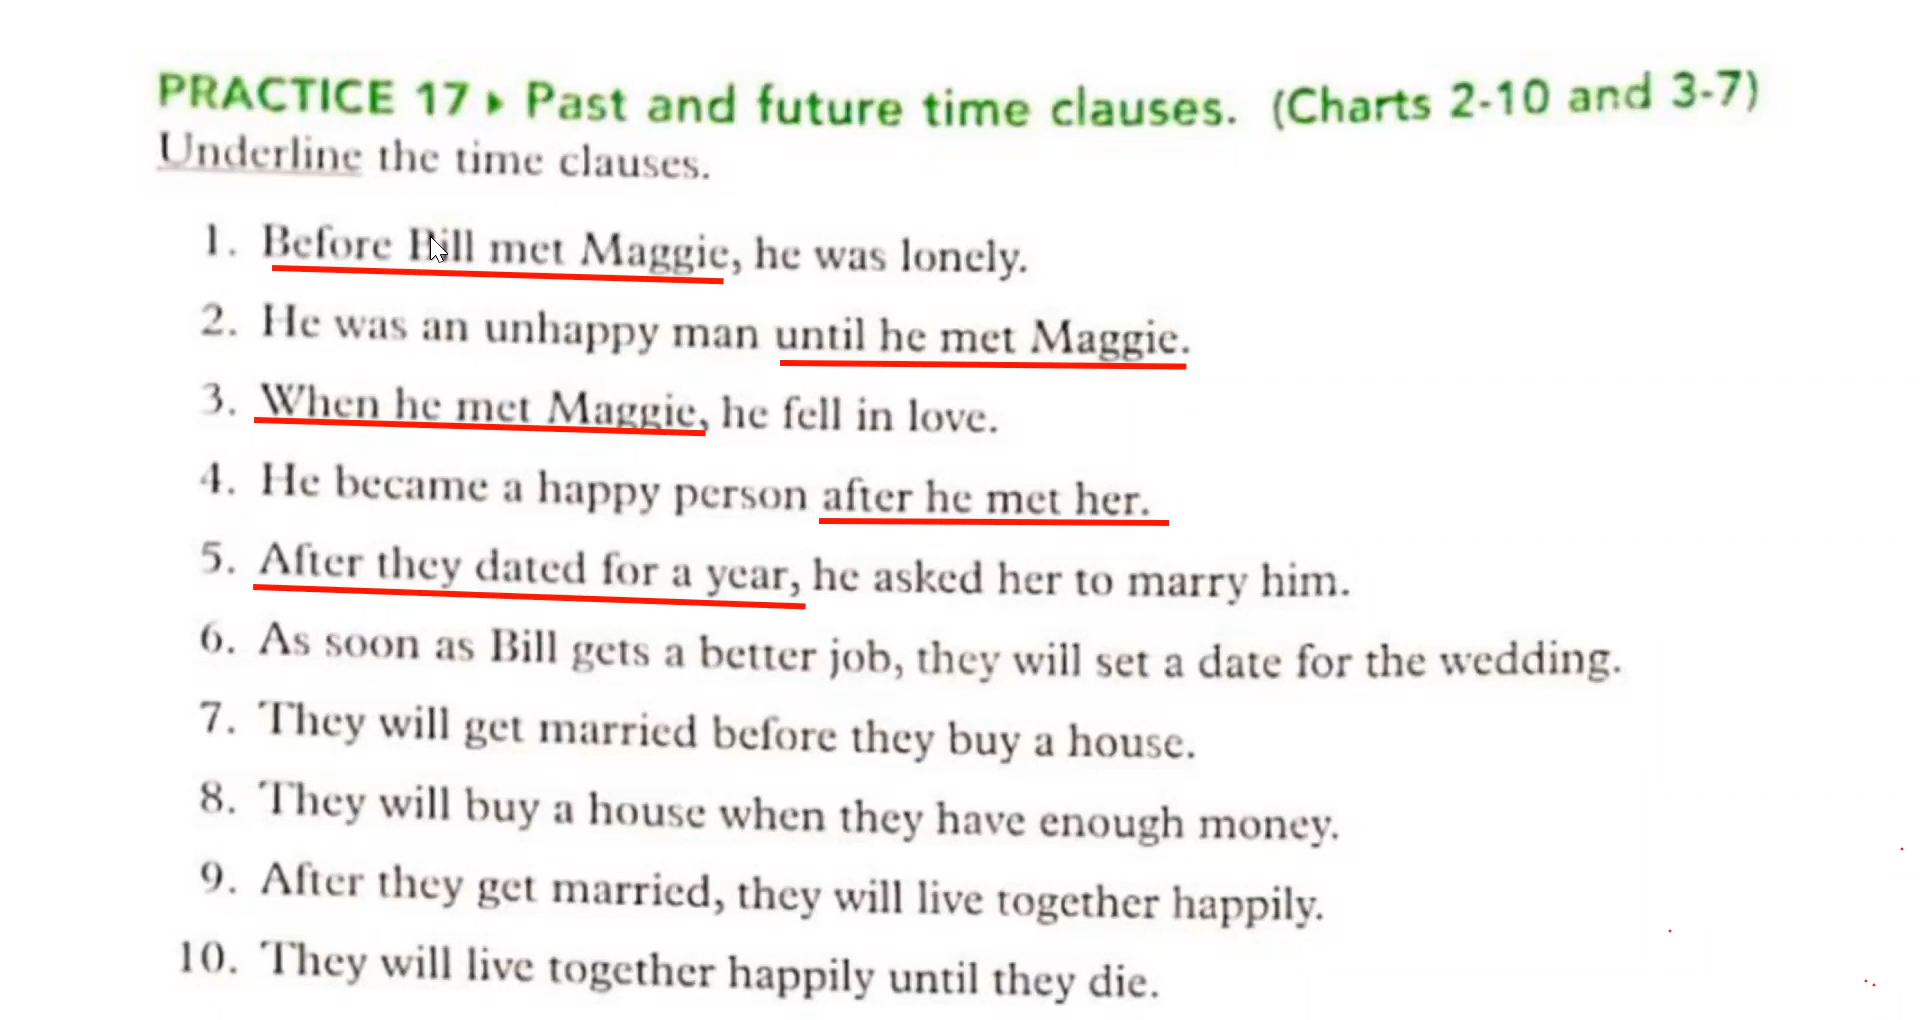 PRACTICE 17 ▸ Past and future time clauses. (Charts 2-10 and 3-7)
Underline the time clauses.
1. Before Bill met Maggie, he was lonely.
2. He was an unhappy man until he met Maggie.
3. When he met Maggie, he fell in love.
4. He became a happy person after he met her.
5. After they dated for a year, he asked her to marry him.
6. As soon as Bill gets a better job, they will set a date for the wedding.
7. They will get married before they buy a house.
8. They will buy a house when they have enough money.
9. After they get married, they will live together happily.
10. They will live together happily until they die.